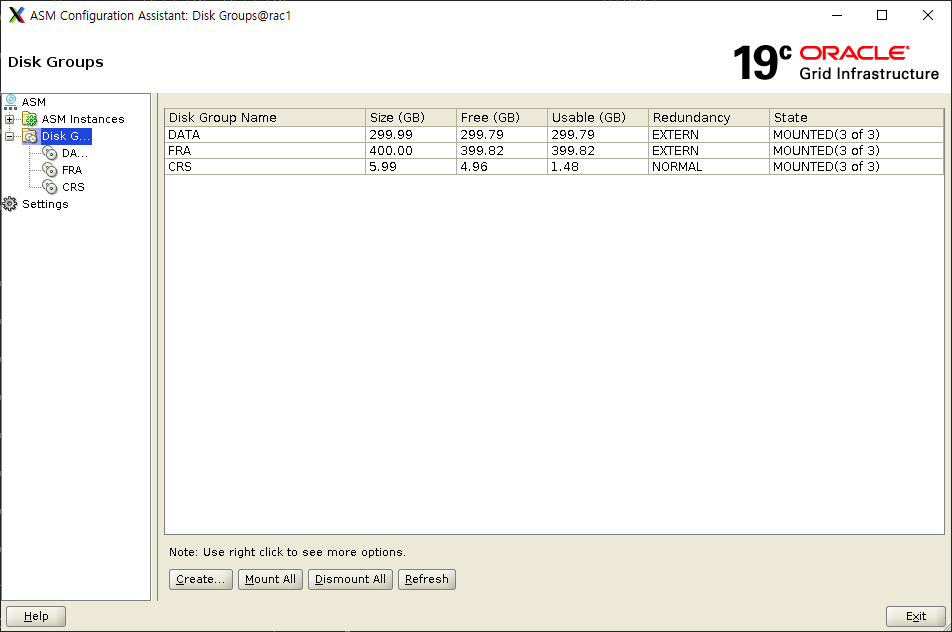 ASM Configuration Assistant: Disk Groups@rac1
Disk Groups
19c ORACLE
Grid Infrastructure
ASM
ASM Instances
Disk G...
DA...
FRA
CRS
Settings
Disk Group Name Size (GB) Free (GB) Usable (GB) Redundancy State
DATA 299.99 299.79 299.79 EXTERN MOUNTED(3 of 3)
FRA 400.00 399.82 399.82 EXTERN MOUNTED(3 of 3)
CRS 5.99 4.96 1.48 NORMAL MOUNTED(3 of 3)
Note: Use right click to see more options.
Create... Mount All Dismount All Refresh
Help Exit